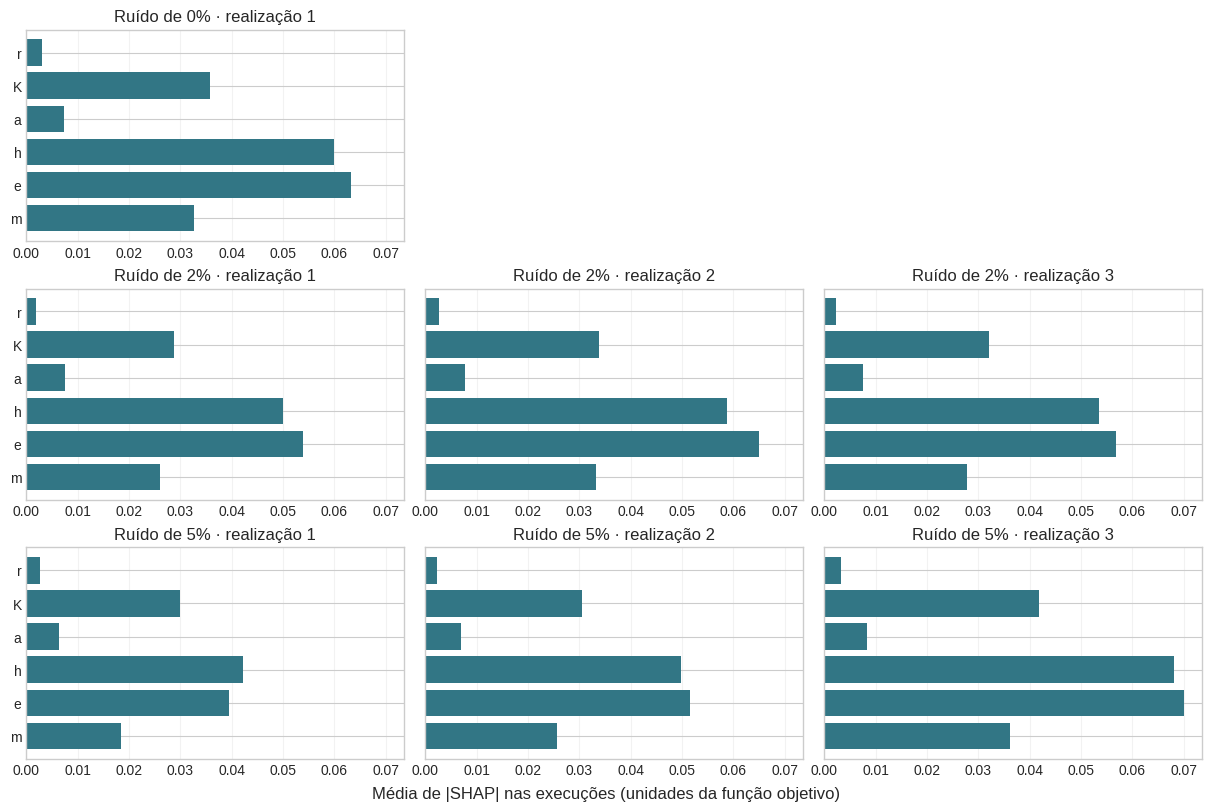 Ruído de 0% · realização 1
r
K
a
h
e
m
0.00 0.01 0.02 0.03 0.04 0.05 0.06 0.07
Ruído de 2% · realização 1
r
K
a
h
e
m
0.00 0.01 0.02 0.03 0.04 0.05 0.06 0.07
Ruído de 2% · realização 2
0.00 0.01 0.02 0.03 0.04 0.05 0.06 0.07
Ruído de 2% · realização 3
0.00 0.01 0.02 0.03 0.04 0.05 0.06 0.07
Ruído de 5% · realização 1
r
K
a
h
e
m
0.00 0.01 0.02 0.03 0.04 0.05 0.06 0.07
Ruído de 5% · realização 2
0.00 0.01 0.02 0.03 0.04 0.05 0.06 0.07
Ruído de 5% · realização 3
0.00 0.01 0.02 0.03 0.04 0.05 0.06 0.07
Média de |SHAP| nas execuções (unidades da função objetivo)